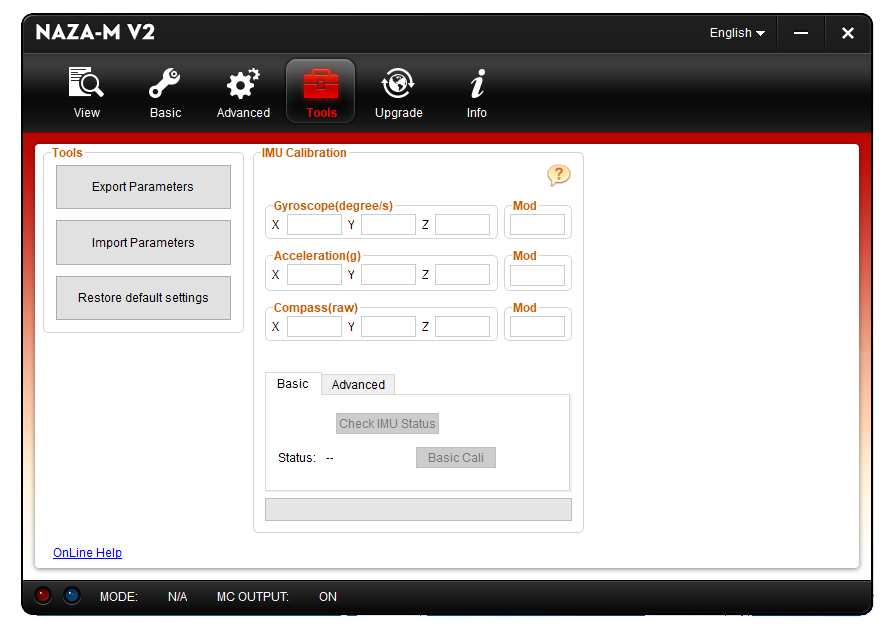 NAZA-M V2
English
View
Basic
Advanced
Tools
Upgrade
Info
Tools
Export Parameters
Import Parameters
Restore default settings
IMU Calibration
?
Gyroscope(degree/s)
Mod
X Y Z
Acceleration(g)
Mod
X Y Z
Compass(raw)
Mod
X Y Z
Basic
Advanced
Check IMU Status
Status: --
Basic Cali
OnLine Help
MODE: N/A MC OUTPUT: ON